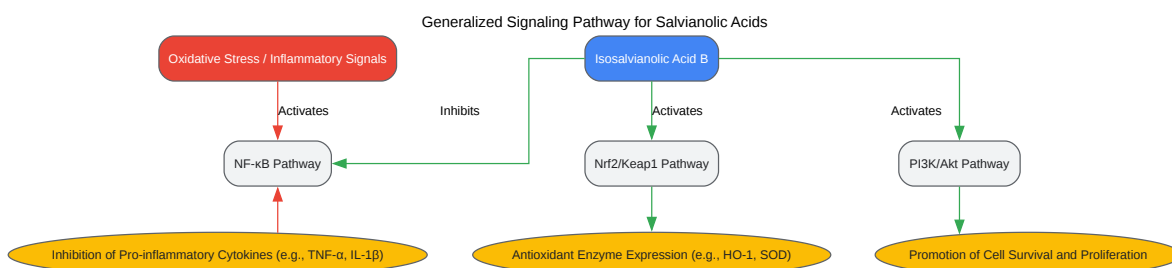 Generalized Signaling Pathway for Salvianolic Acids
Oxidative Stress / Inflammatory Signals
Isosalvianolic Acid B
Activates
Inhibits
Activates
Activates
NF-κB Pathway
Nrf2/Keap1 Pathway
PI3K/Akt Pathway
Inhibition of Pro-inflammatory Cytokines (e.g., TNF-α, IL-1β)
Antioxidant Enzyme Expression (e.g., HO-1, SOD)
Promotion of Cell Survival and Proliferation